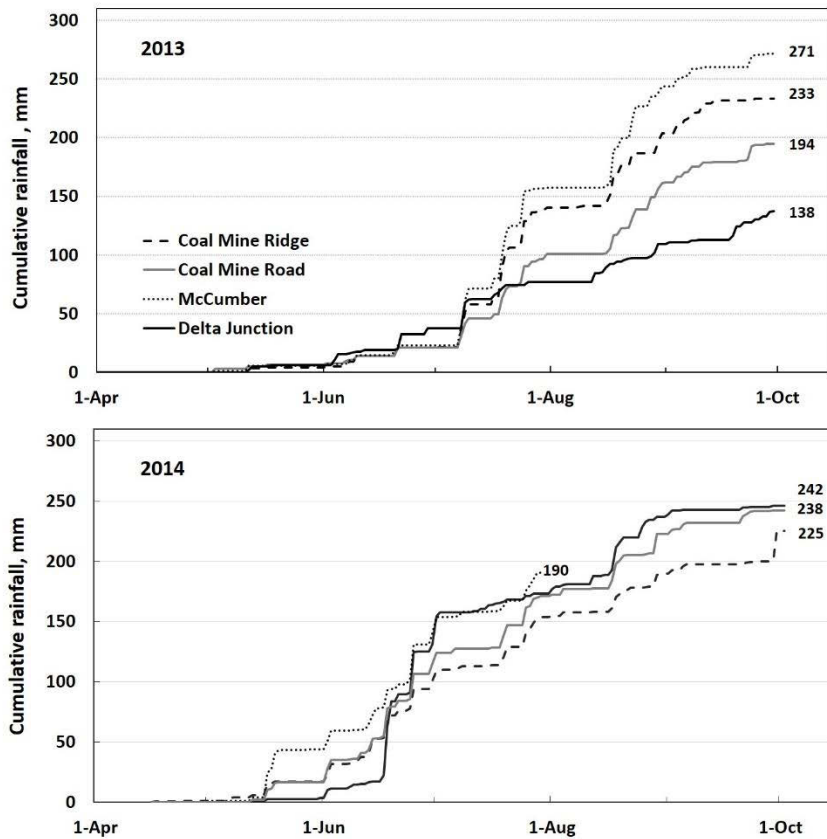 300
2013
271
250
233
200
194
150
138
Coal Mine Ridge
100
Coal Mine Road
McCumber
50
Delta Junction
0
1-Apr
1-Jun
1-Aug
1-Oct
Cumulative rainfall , mm
300
2014
242
250
238
225
200
190
150
100
50
0
1-Apr
1-Jun
1-Aug
1-Oct
Cumulative rainfall, mm